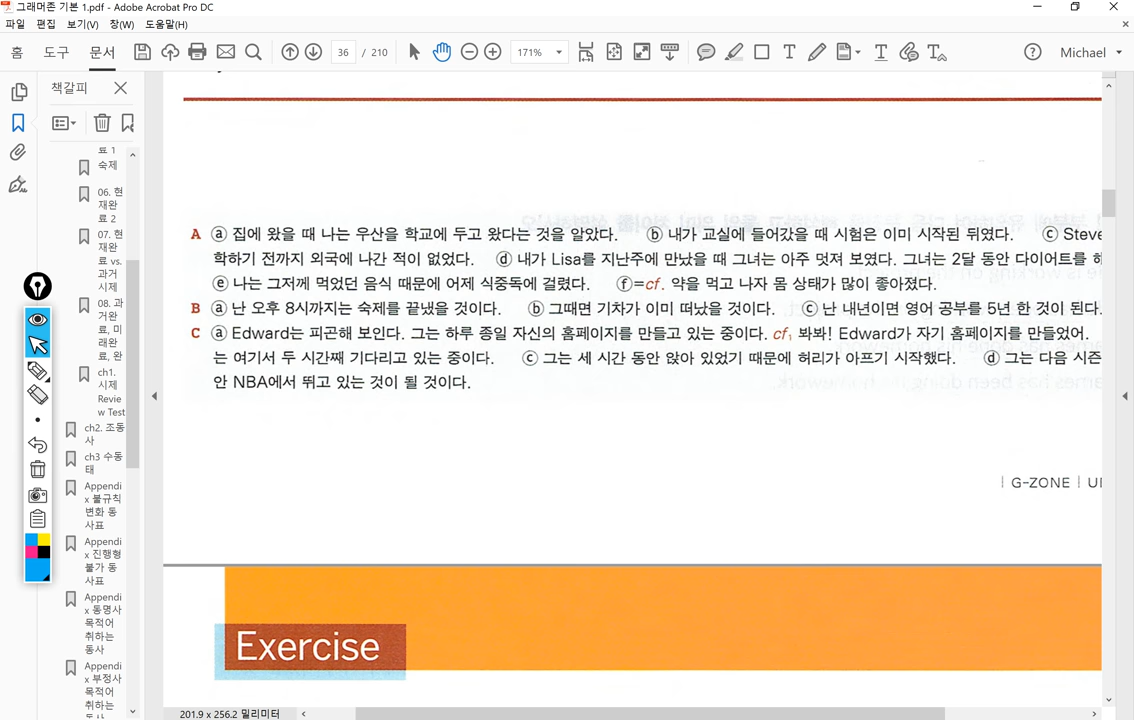 그래머존 기본 1.pdf - Adobe Acrobat Pro DC
파일 편집 보기(V) 창(W) 도움말(H)
홈 도구 문서 36 / 210 171% Michael
책갈피
료 1
숙제
06. 현
재완
료 2
07. 현
재완
료 vs.
과거
시제
08. 과
거완
료, 미
래완
료, 완
ch1.
시제
Revie
w Test
ch2. 조동
사
ch3 수동
태
Appendi
x 불규칙
변화 동
사표
Appendi
x 진행형
불가 동
사표
Appendi
x 동명사
목적어
취하는
동사
Appendi
x 부정사
목적어
취하는
A ⓐ 집에 왔을 때 나는 우산을 학교에 두고 왔다는 것을 알았다. ⓑ 내가 교실에 들어갔을 때 시험은 이미 시작된 뒤였다. ⓒ Steve
학하기 전까지 외국에 나간 적이 없었다. ⓓ 내가 Lisa를 지난주에 만났을 때 그녀는 아주 멋져 보였다. 그녀는 2달 동안 다이어트를 해
ⓔ 나는 그저께 먹었던 음식 때문에 어제 식중독에 걸렸다. ⓕ=cf. 약을 먹고 나자 몸 상태가 많이 좋아졌다.
B ⓐ 난 오후 8시까지는 숙제를 끝냈을 것이다. ⓑ 그때면 기차가 이미 떠났을 것이다. ⓒ 난 내년이면 영어 공부를 5년 한 것이 된다.
C ⓐ Edward는 피곤해 보인다. 그는 하루 종일 자신의 홈페이지를 만들고 있는 중이다. cf₁ 봐봐! Edward가 자기 홈페이지를 만들었어.
는 여기서 두 시간째 기다리고 있는 중이다. ⓒ 그는 세 시간 동안 앉아 있었기 때문에 허리가 아프기 시작했다. ⓓ 그는 다음 시즌
안 NBA에서 뛰고 있는 것이 될 것이다.
G-ZONE
Exercise
201.9 x 256.2 밀리미터